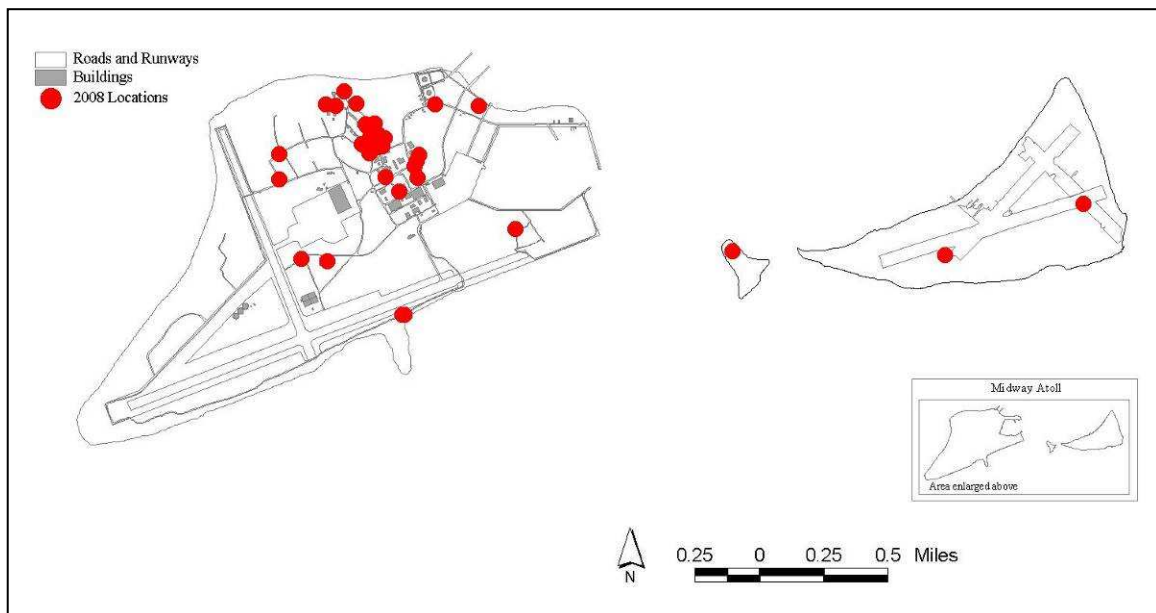 Roads and Runways
Buildings
2008 Locations
Midway Atoll
Area enlarged above
N
0.25 0 0.25 0.5 Miles